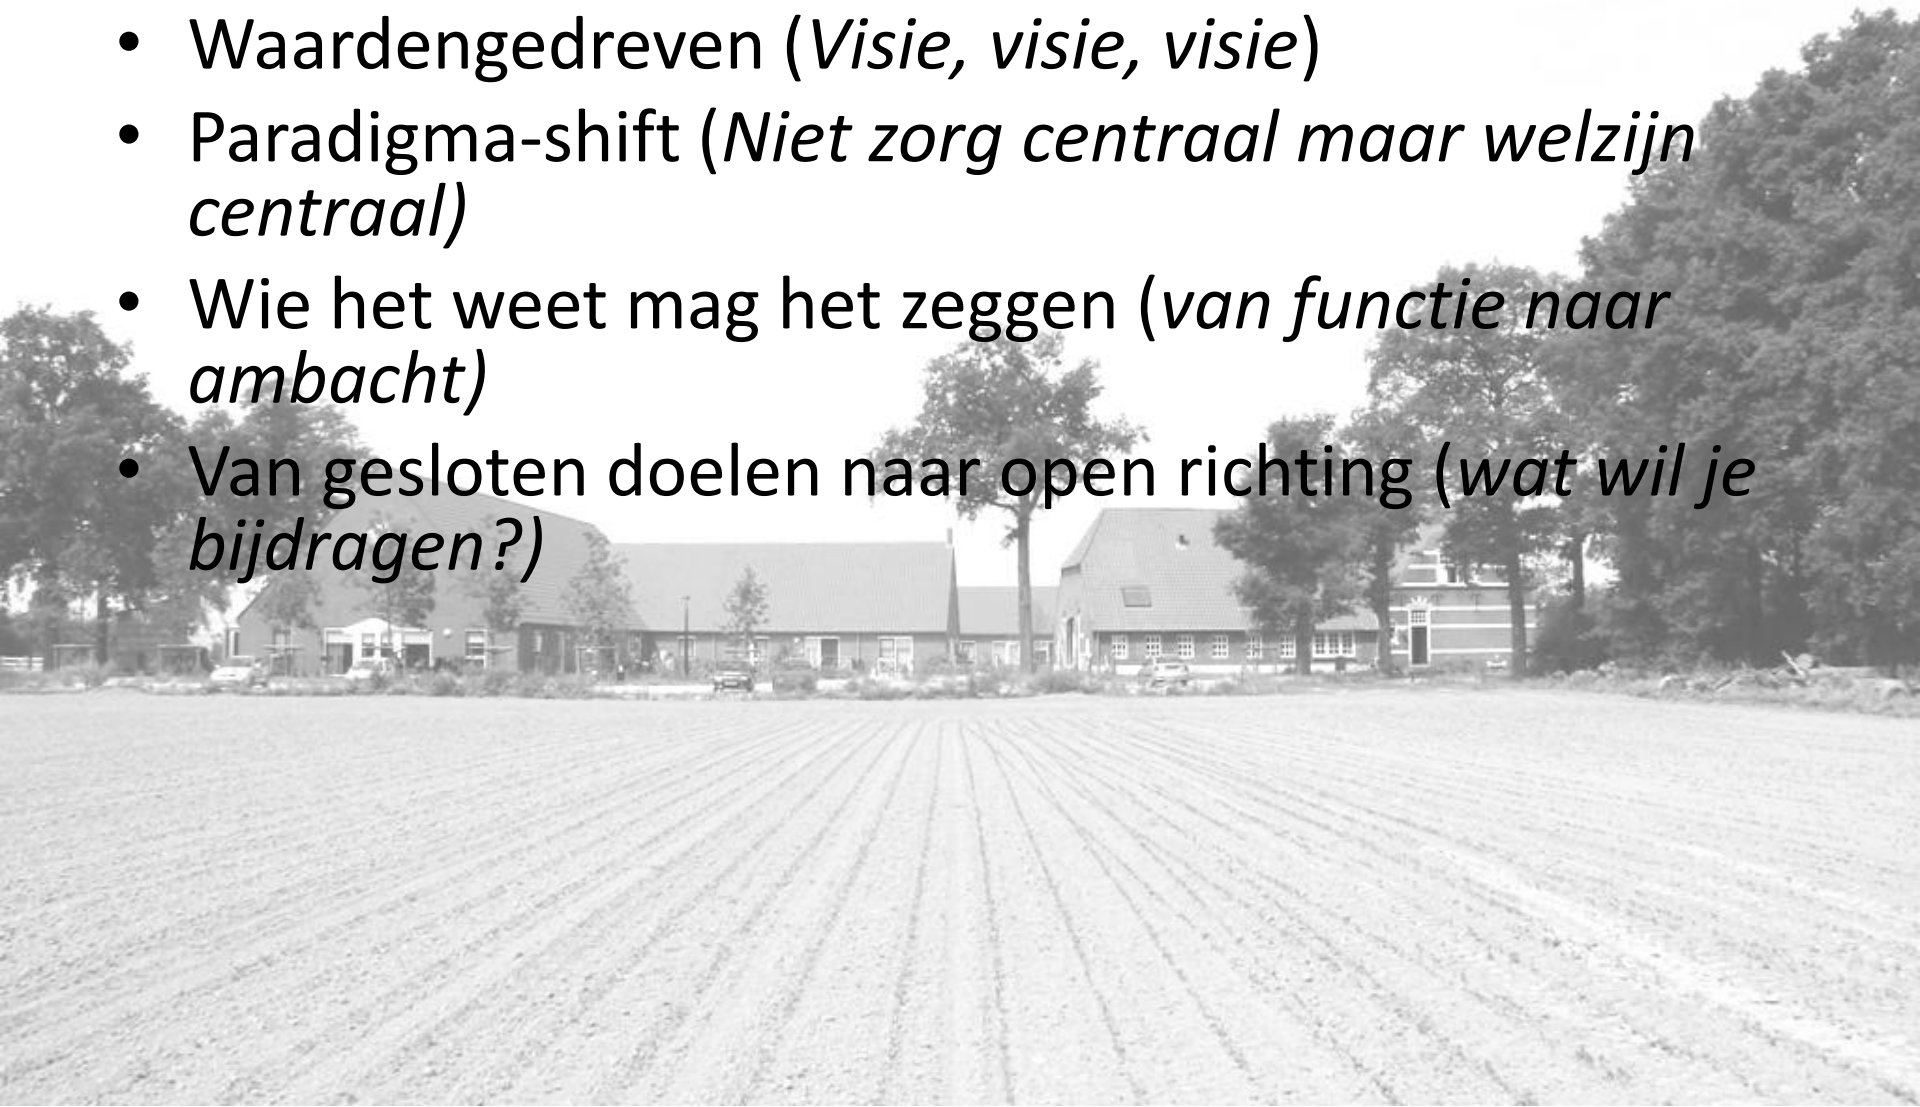 • Waardengedreven (Visie, visie, visie)
• Paradigma-shift (Niet zorg centraal maar welzijn
centraal)
• Wie het weet mag het zeggen (van functie naar
ambacht)
• Van gesloten doelen naar open richting (wat wil je
bijdragen?)